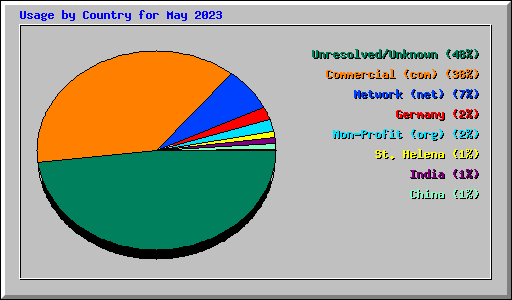 Usage by Country for May 2023
Unresolved/Unknown (48%)
Commercial (com) (38%)
Network (net) (7%)
Germany (2%)
Non-Profit (org) (2%)
St. Helena (1%)
India (1%)
China (1%)